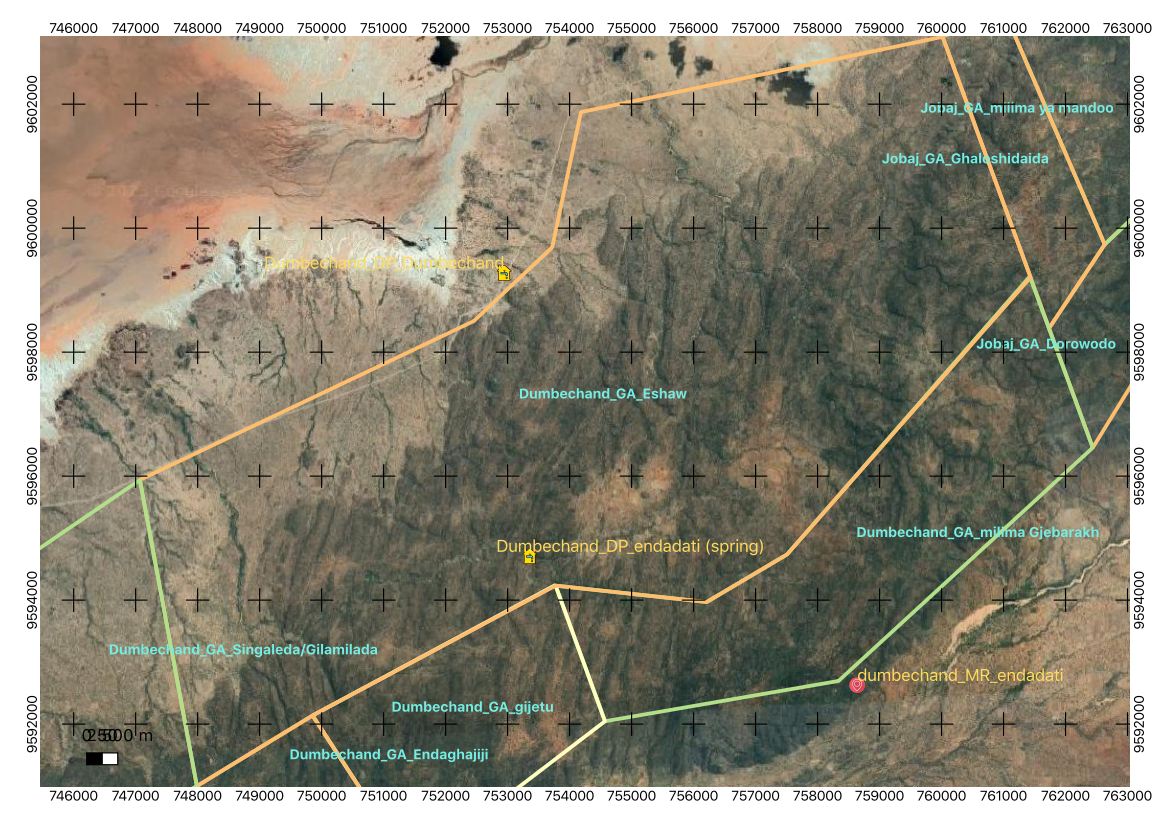 746000 747000 748000 749000 750000 751000 752000 753000 754000 755000 756000 757000 758000 759000 760000 761000 762000 763000
9602000 9602000
Jobaj_GA_milima ya mandoo
Jobaj_GA_Ghaloshidaida
9600000 9600000
Dumbechand_DP_Dumbechand
9598000 9598000
Jobaj_GA_Dorowodo
Dumbechand_GA_Eshaw
9596000 9596000
Dumbechand_GA_milima Gjebarakh
Dumbechand_DP_endadati (spring)
9594000 9594000
Dumbechand_GA_Singaleda/Gilamilada
dumbechand_MR_endadati
Dumbechand_GA_gijetu
9592000 9592000
0 250 500 m
Dumbechand_GA_Endaghajiji
746000 747000 748000 749000 750000 751000 752000 753000 754000 755000 756000 757000 758000 759000 760000 761000 762000 763000